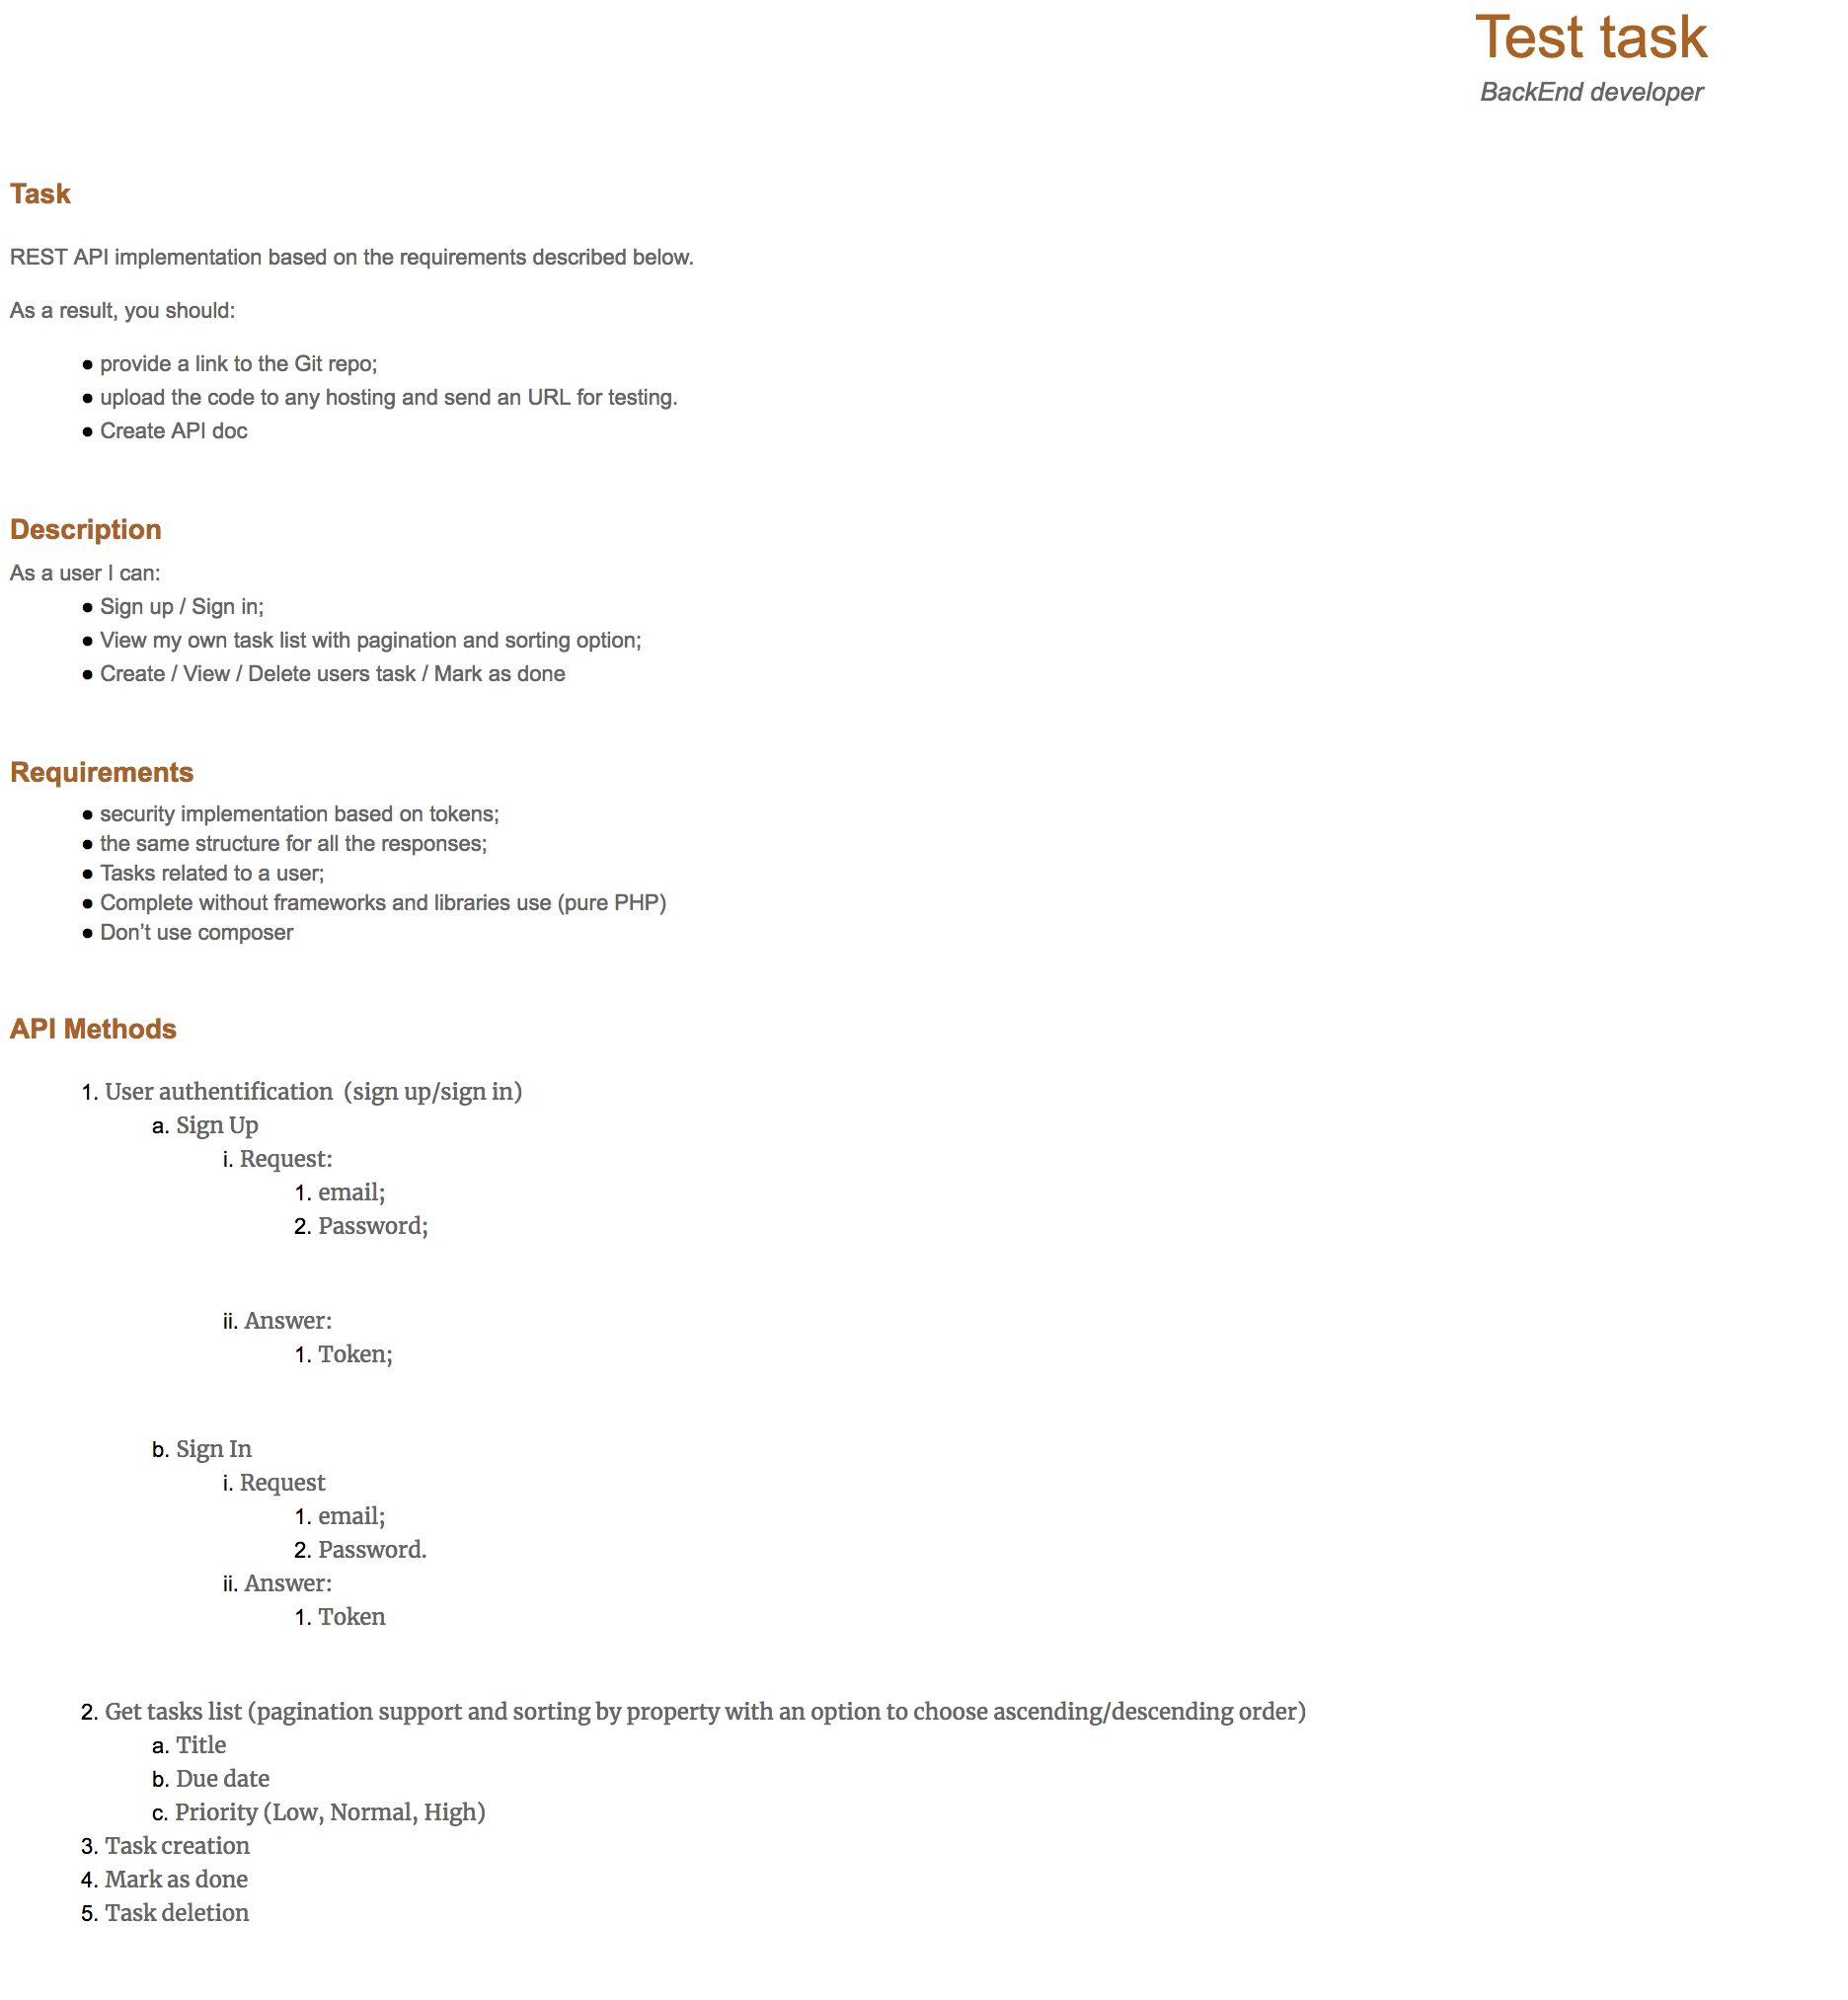 Test task
BackEnd developer
Task
REST API implementation based on the requirements described below.
As a result, you should:
● provide a link to the Git repo;
● upload the code to any hosting and send an URL for testing.
● Create API doc
Description
As a user I can:
● Sign up / Sign in;
● View my own task list with pagination and sorting option;
● Create / View / Delete users task / Mark as done
Requirements
● security implementation based on tokens;
● the same structure for all the responses;
● Tasks related to a user;
● Complete without frameworks and libraries use (pure PHP)
● Don’t use composer
API Methods
1. User authentification  (sign up/sign in)
a. Sign Up
i. Request:
1. email;
2. Password;
ii. Answer:
1. Token;
b. Sign In
i. Request
1. email;
2. Password.
ii. Answer:
1. Token
2. Get tasks list (pagination support and sorting by property with an option to choose ascending/descending order)
a. Title
b. Due date
c. Priority (Low, Normal, High)
3. Task creation
4. Mark as done
5. Task deletion